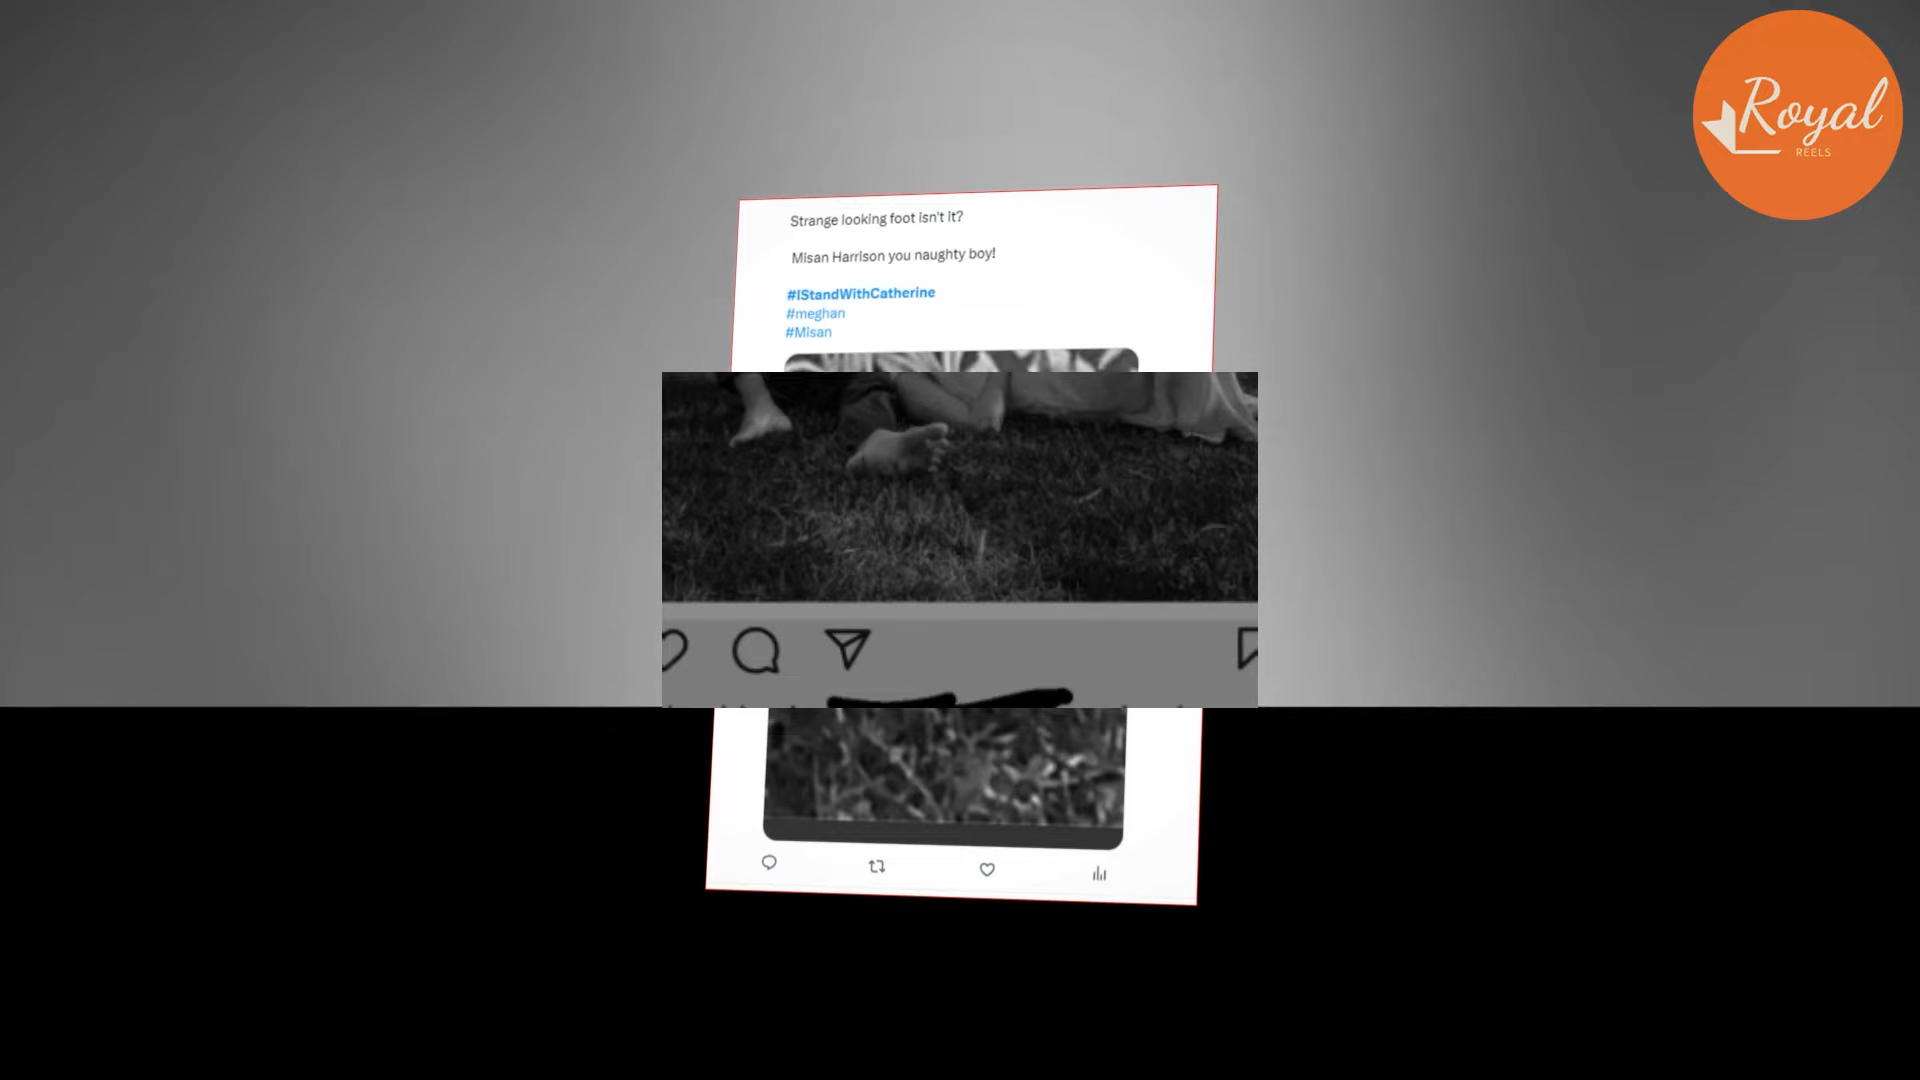 Royal
REELS
Strange looking foot isn't it?
Misan Harrison you naughty boy!
#IStandWithCatherine
#meghan
#Misan